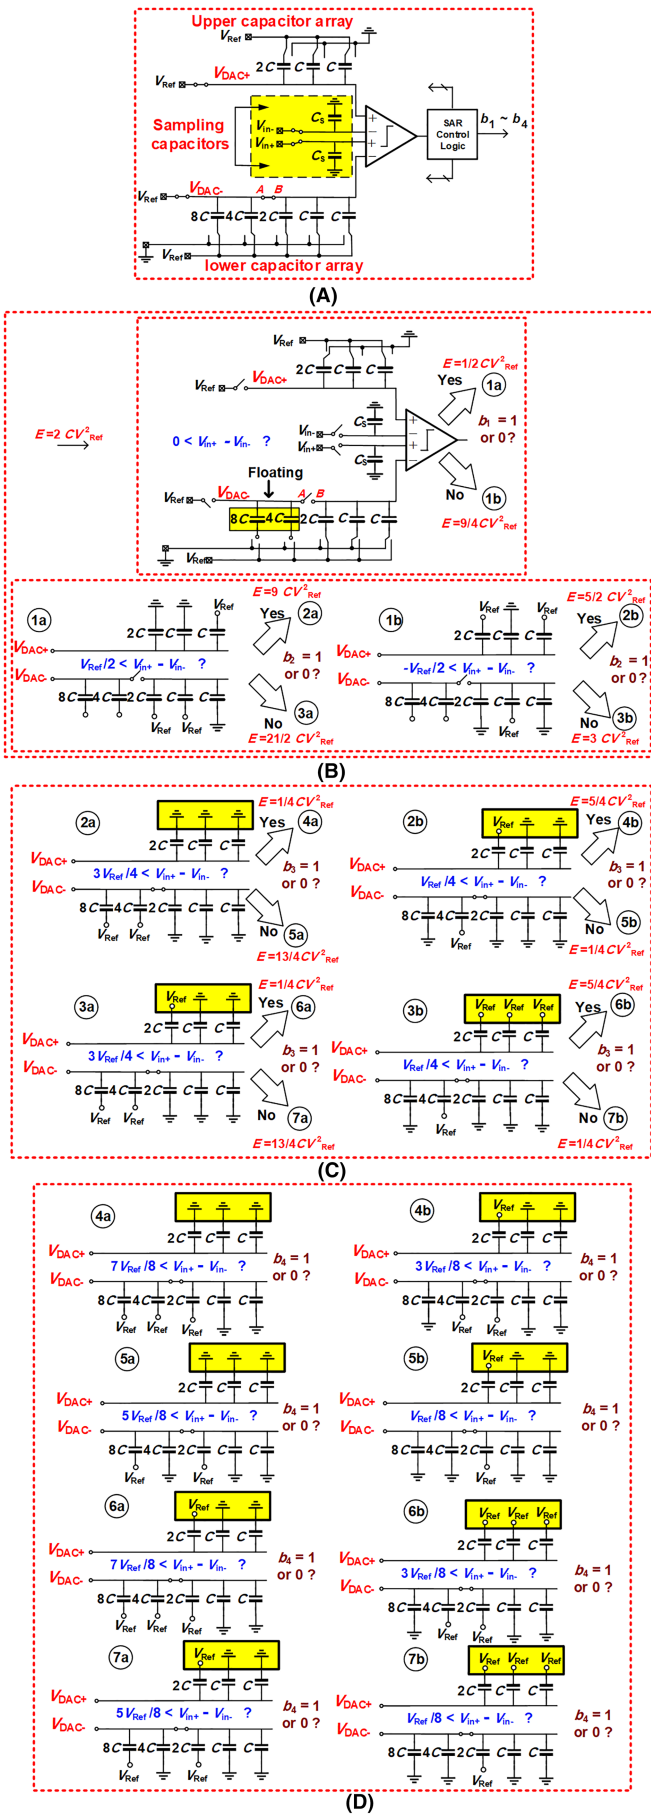 Upper capacitor array
VRef
2C C C
VRef VDAC+
Sampling capacitors
Cs
Vin-
Vin+
Cs
SAR Control Logic
b1 ~ b4
VRef VDAC- A B
8C 4C 2C C C
VRef
lower capacitor array
(A)
VRef
E=1/2 CV²Ref
2C C C
Yes 1a
VRef VDAC+
E=2 CV²Ref
0 < Vin+ – Vin- ?
Cs
Vin-
Vin+
Cs
b1 = 1 or 0?
Floating
No 1b
VRef VDAC- A B
8C 4C 2C C C
E=9/4CV²Ref
VRef
1a
VRef
2C C C
E=9 CV²Ref
Yes 2a
VDAC+
VRef/2 < Vin+ – Vin- ?
b2 = 1 or 0?
VDAC-
8C 4C 2C C C
VRef VRef
No 3a
E=21/2 CV²Ref
1b
VRef VRef
2C C C
E=5/2 CV²Ref
Yes 2b
VDAC+
-VRef/2 < Vin+ – Vin- ?
b2 = 1 or 0?
VDAC-
8C 4C 2C C C
VRef
No 3b
E=3 CV²Ref
(B)
2a
2C C C
E=1/4CV²Ref
Yes 4a
VDAC+
3VRef/4 < Vin+ – Vin- ?
b3 = 1 or 0 ?
VDAC-
8C 4C 2C C C
VRef VRef
No 5a
E=13/4CV²Ref
2b
VRef
2C C C
E=5/4CV²Ref
Yes 4b
VDAC+
VRef/4 < Vin+ – Vin- ?
b3 = 1 or 0 ?
VDAC-
8C 4C 2C C C
VRef
No 5b
E=1/4CV²Ref
3a
VRef
2C C C
E=1/4CV²Ref
Yes 6a
VDAC+
3VRef/4 < Vin+ – Vin- ?
b3 = 1 or 0 ?
VDAC-
8C 4C 2C C C
VRef VRef
No 7a
E=13/4CV²Ref
3b
VRef VRef VRef
2C C C
E=5/4CV²Ref
Yes 6b
VDAC+
VRef/4 < Vin+ – Vin- ?
b3 = 1 or 0 ?
VDAC-
8C 4C 2C C C
VRef
No 7b
E=1/4CV²Ref
(C)
4a
2C C C
VDAC+
7VRef/8 < Vin+ – Vin- ?
b4 = 1 or 0 ?
VDAC-
8C 4C 2C C C
VRef VRef VRef
4b
VRef
2C C C
VDAC+
3VRef/8 < Vin+ – Vin- ?
b4 = 1 or 0 ?
VDAC-
8C 4C 2C C C
VRef VRef
5a
2C C C
VDAC+
5VRef/8 < Vin+ – Vin- ?
b4 = 1 or 0 ?
VDAC-
8C 4C 2C C C
VRef VRef
5b
VRef
2C C C
VDAC+
VRef/8 < Vin+ – Vin- ?
b4 = 1 or 0 ?
VDAC-
8C 4C 2C C C
VRef
6a
VRef
2C C C
VDAC+
7VRef/8 < Vin+ – Vin- ?
b4 = 1 or 0 ?
VDAC-
8C 4C 2C C C
VRef VRef VRef
6b
VRef VRef VRef
2C C C
VDAC+
3VRef/8 < Vin+ – Vin- ?
b4 = 1 or 0 ?
VDAC-
8C 4C 2C C C
VRef VRef
7a
VRef
2C C C
VDAC+
5VRef/8 < Vin+ – Vin- ?
b4 = 1 or 0 ?
VDAC-
8C 4C 2C C C
VRef VRef
7b
VRef VRef VRef
2C C C
VDAC+
VRef/8 < Vin+ – Vin- ?
b4 = 1 or 0 ?
VDAC-
8C 4C 2C C C
VRef
(D)